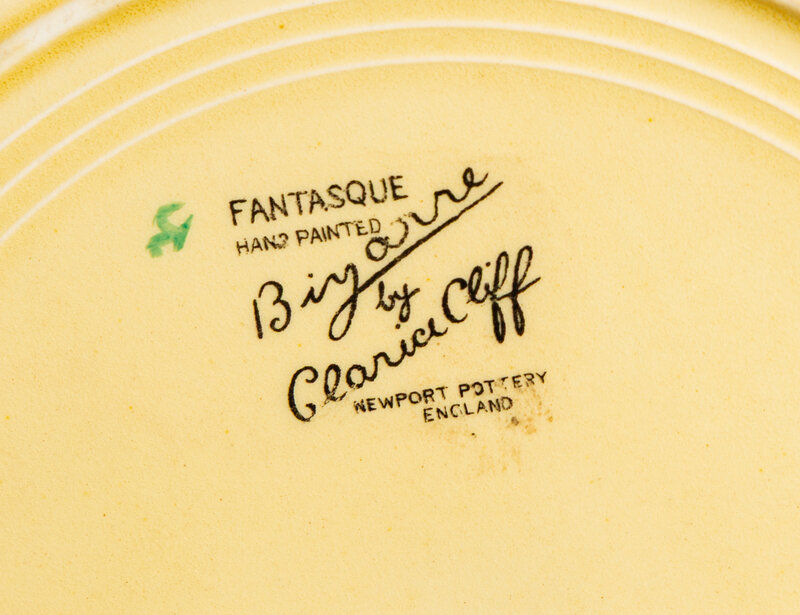 FANTASQUE
HAND PAINTED
Bizarre
by
Clarice Cliff
NEWPORT POTTERY
ENGLAND